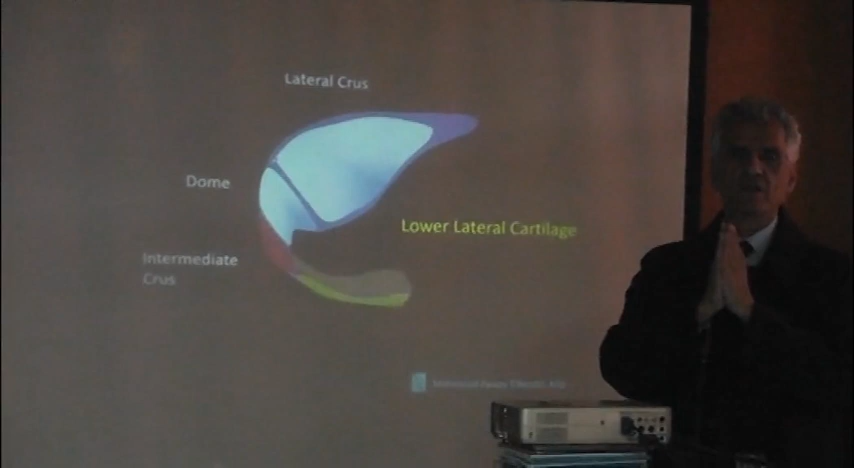 Lateral Crus
Dome
Lower Lateral Cartilage
Intermediate
Crus